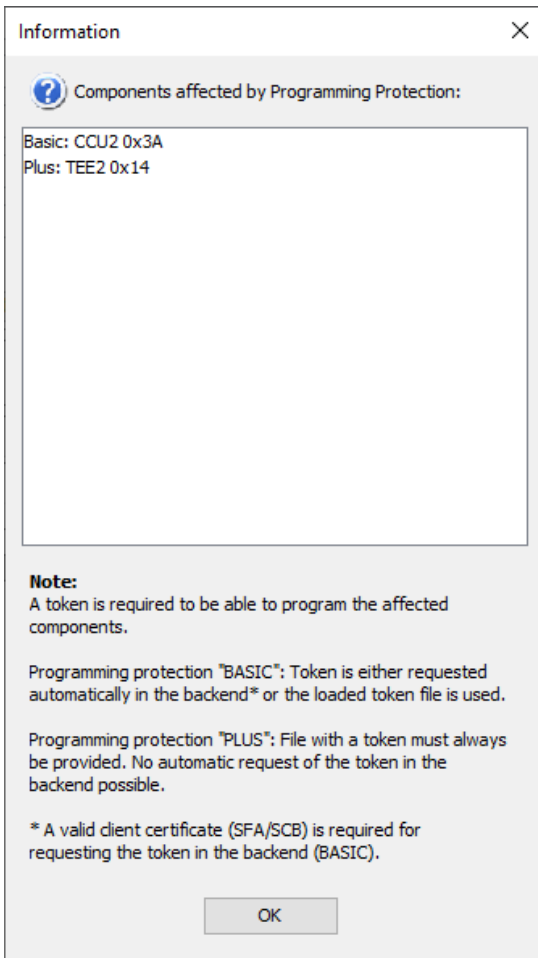 Information
Components affected by Programming Protection:
Basic: CCU2 0x3A
Plus: TEE2 0x14
Note:
A token is required to be able to program the affected
components.
Programming protection "BASIC": Token is either requested
automatically in the backend* or the loaded token file is used.
Programming protection "PLUS": File with a token must always
be provided. No automatic request of the token in the
backend possible.
* A valid client certificate (SFA/SCB) is required for
requesting the token in the backend (BASIC).
OK